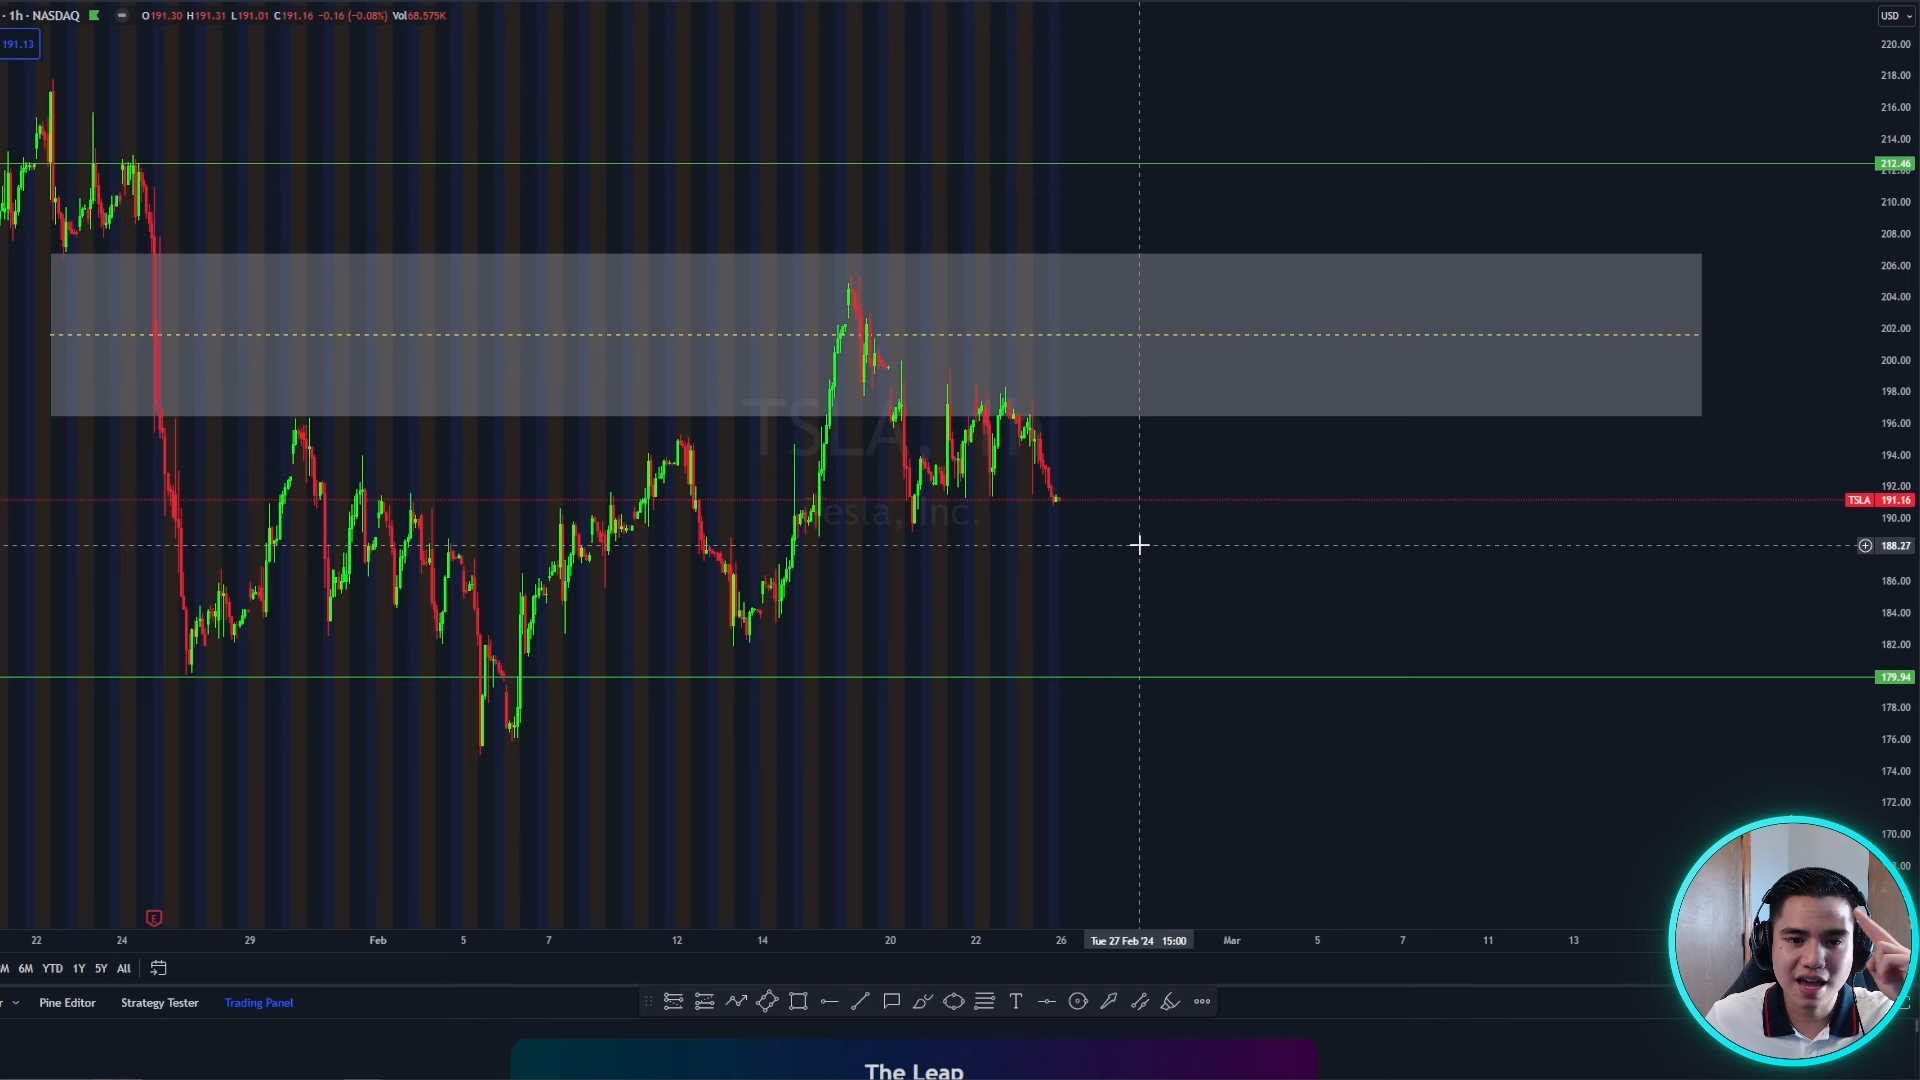 · 1h · NASDAQ O191.30 H191.31 L191.01 C191.16 −0.16 (−0.08%) Vol68.575K
USD
191.13
220.00
218.00
216.00
214.00
212.46
212.00
210.00
208.00
206.00
204.00
202.00
200.00
198.00
196.00
TSLA, 1h
194.00
192.00
TSLA 191.16
Tesla, Inc.
190.00
188.27
186.00
184.00
182.00
179.94
178.00
176.00
174.00
172.00
170.00
E
22 24 29 Feb 5 7 12 14 20 22 26 Tue 27 Feb '24 15:00 Mar 5 7 11 13
6M YTD 1Y 5Y All
Pine Editor Strategy Tester Trading Panel
T
The Leap